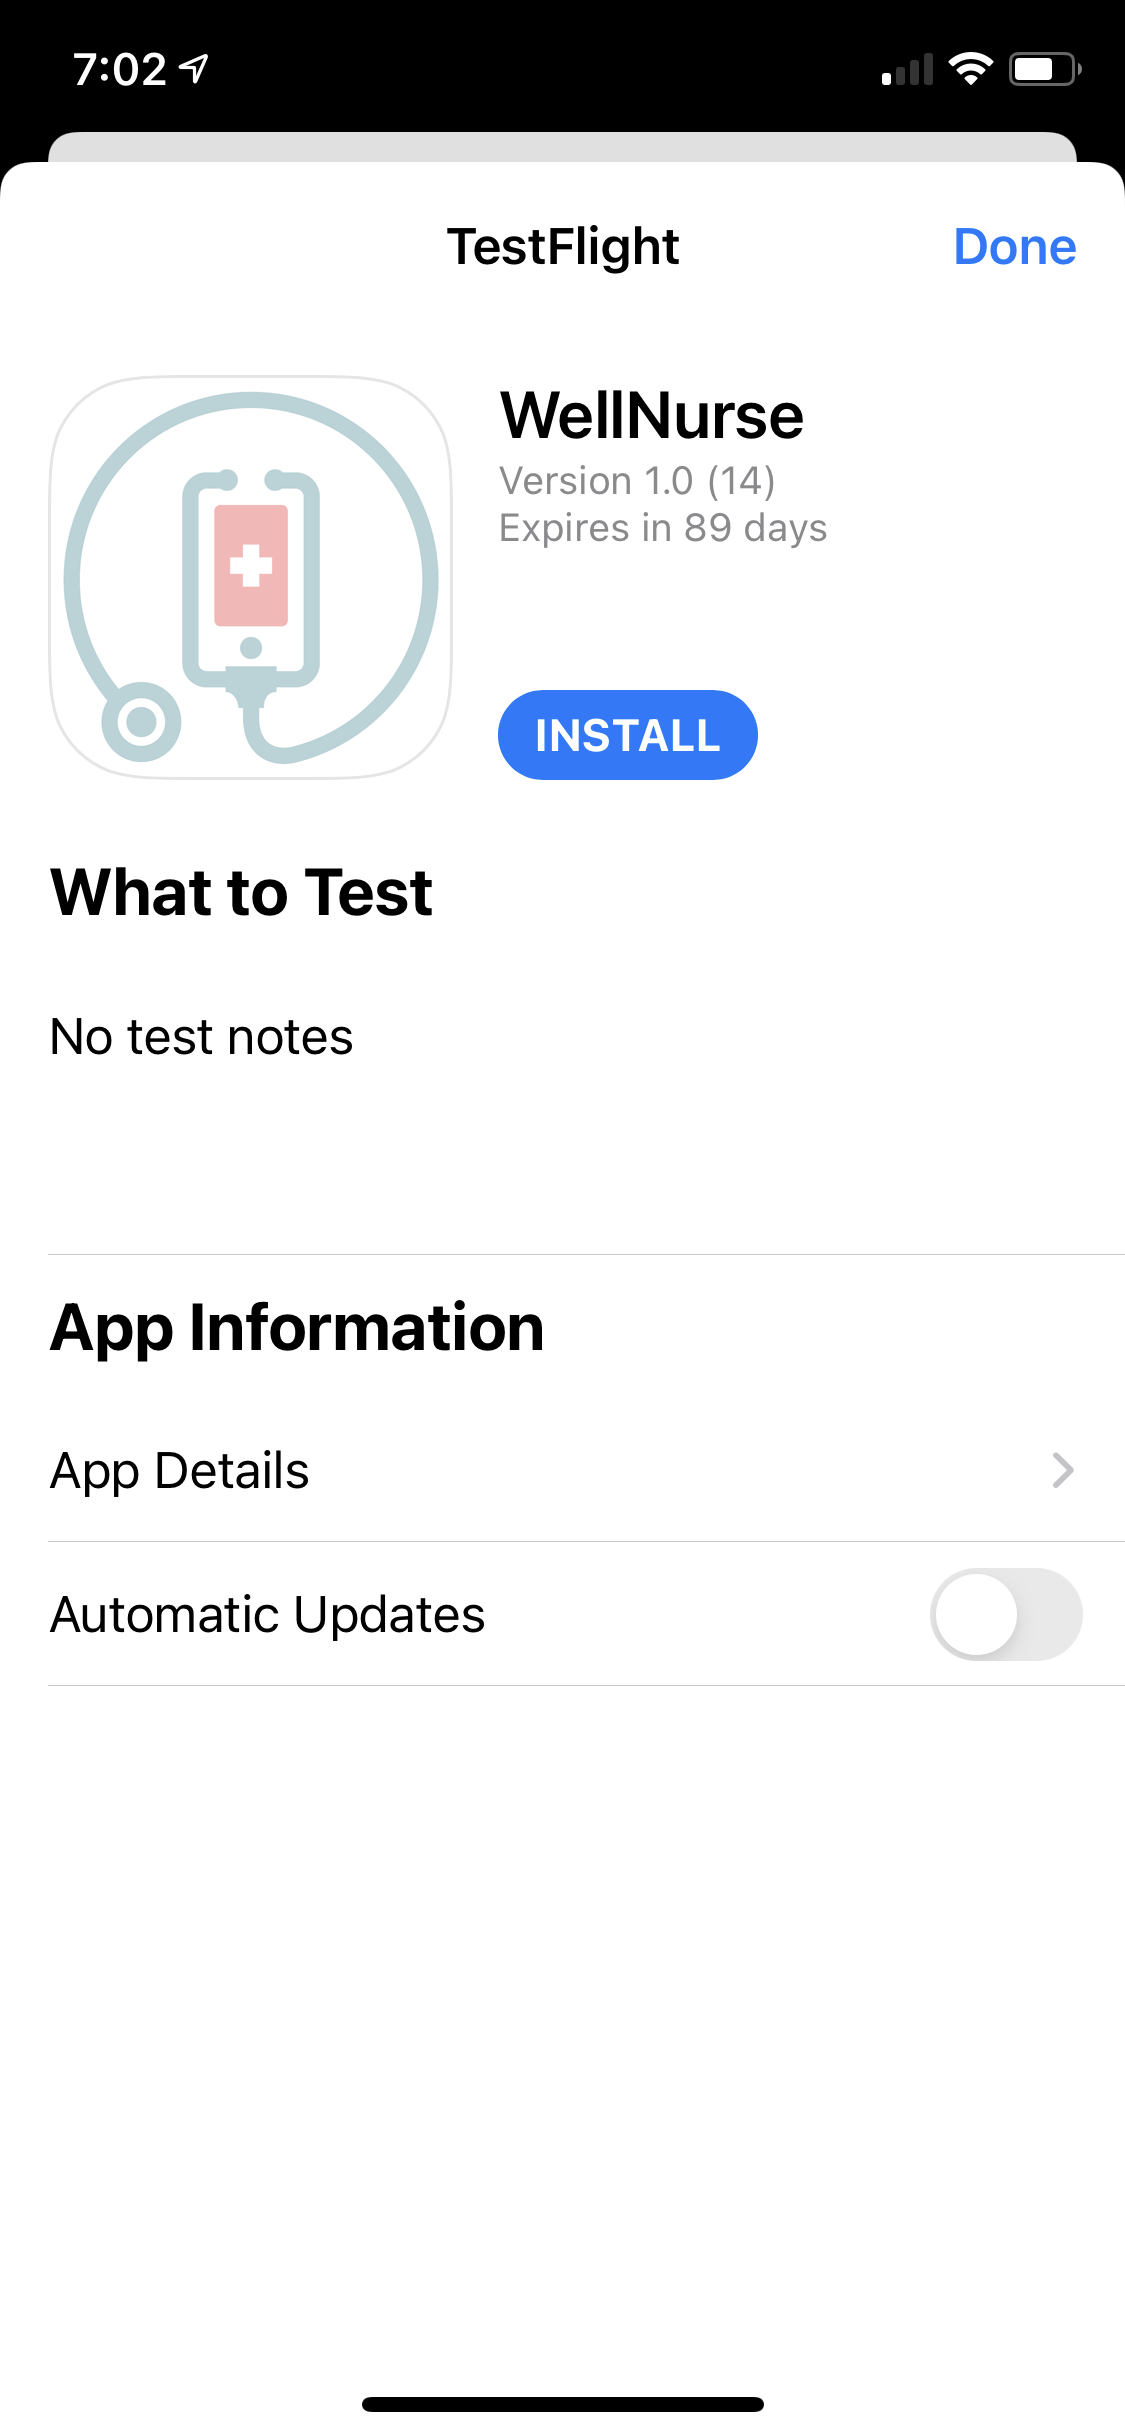 7:02
TestFlight
Done
WellNurse
Version 1.0 (14)
Expires in 89 days
INSTALL
What to Test
No test notes
App Information
App Details
Automatic Updates